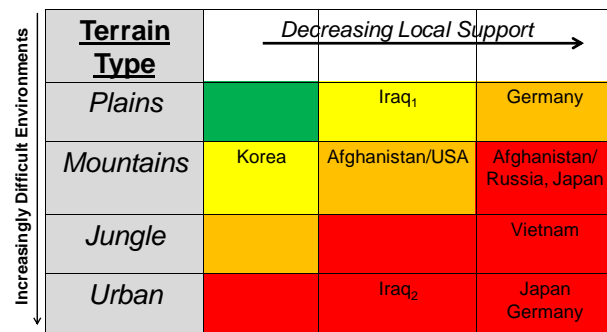 Increasingly Difficult Environments
Terrain
Type
Decreasing Local Support
Plains
Iraq₁
Germany
Mountains
Korea
Afghanistan/USA
Afghanistan/
Russia, Japan
Jungle
Vietnam
Urban
Iraq₂
Japan
Germany